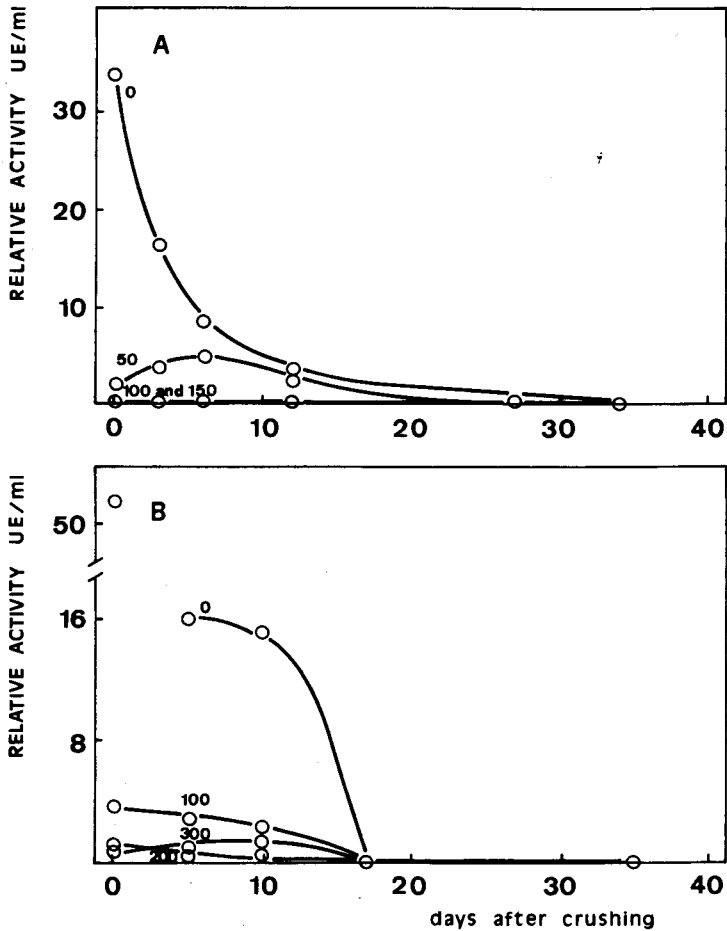 RELATIVE ACTIVITY UE/ml
A
0
30
20
10
50
100 and 150
0 10 20 30 40
RELATIVE ACTIVITY UE/ml
B
50
0
16
8
100
300
200
0 10 20 30 40
days after crushing